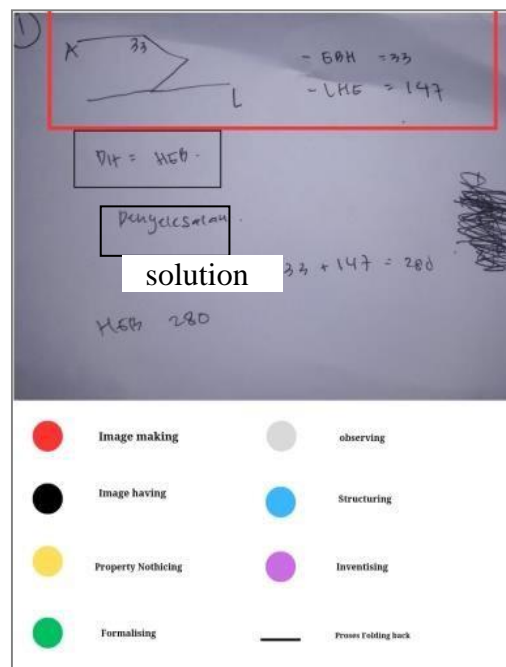 1
A 33 - EBH = 33
L - LHE = 147
DIt = HEB.
Penyelesaian.
solution 33 + 147 = 280
HEB 280
Image making observing
Image having Structuring
Property Nothicing Inventising
Formalising Proses Folding back